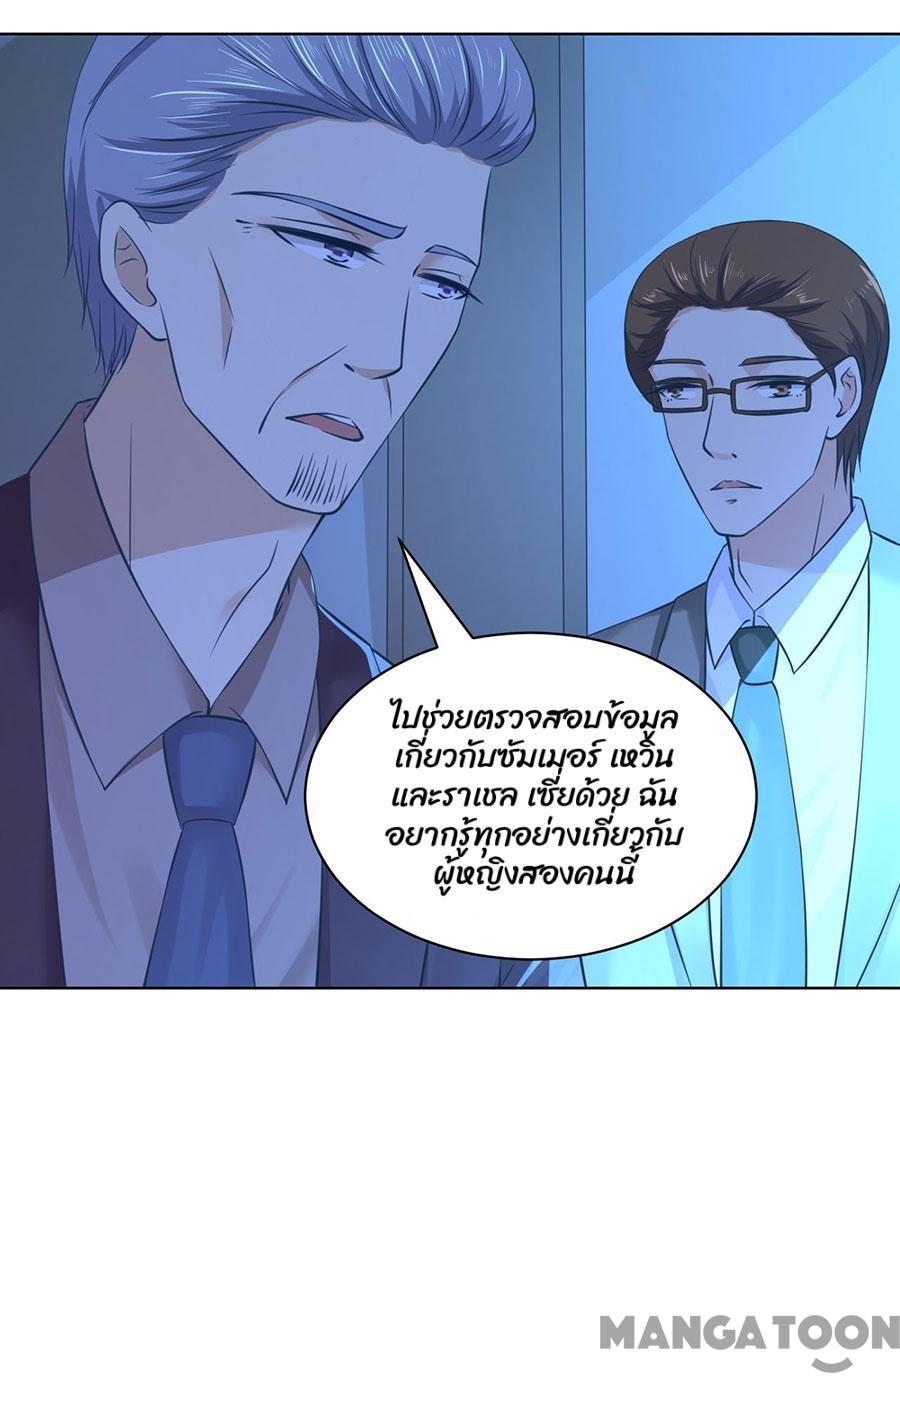 ไปช่วยตรวจสอบข้อมูล
เกี่ยวกับซัมเมอร์ เหวิน
และราเชล เซี่ยด้วย ฉัน
อยากรู้ทุกอย่างเกี่ยวกับ
ผู้หญิงสองคนนี้
MANGATOON